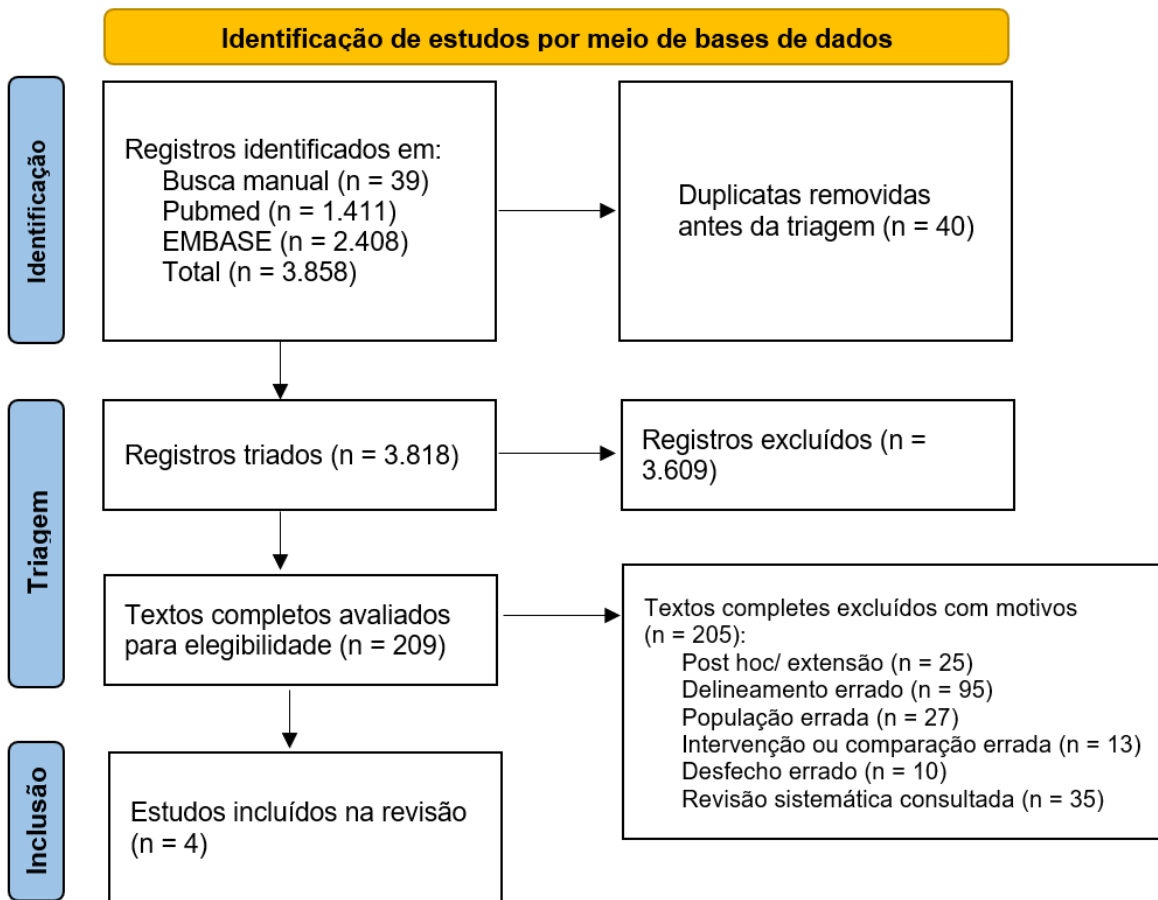 Identificação de estudos por meio de bases de dados
Identificação
Registros identificados em:
Busca manual (n = 39)
Pubmed (n = 1.411)
EMBASE (n = 2.408)
Total (n = 3.858)
Duplicatas removidas
antes da triagem (n = 40)
Triagem
Registros triados (n = 3.818)
Registros excluídos (n =
3.609)
Textos completos avaliados
para elegibilidade (n = 209)
Textos completes excluídos com motivos
(n = 205):
Post hoc/ extensão (n = 25)
Delineamento errado (n = 95)
População errada (n = 27)
Intervenção ou comparação errada (n = 13)
Desfecho errado (n = 10)
Revisão sistemática consultada (n = 35)
Inclusão
Estudos incluídos na revisão
(n = 4)